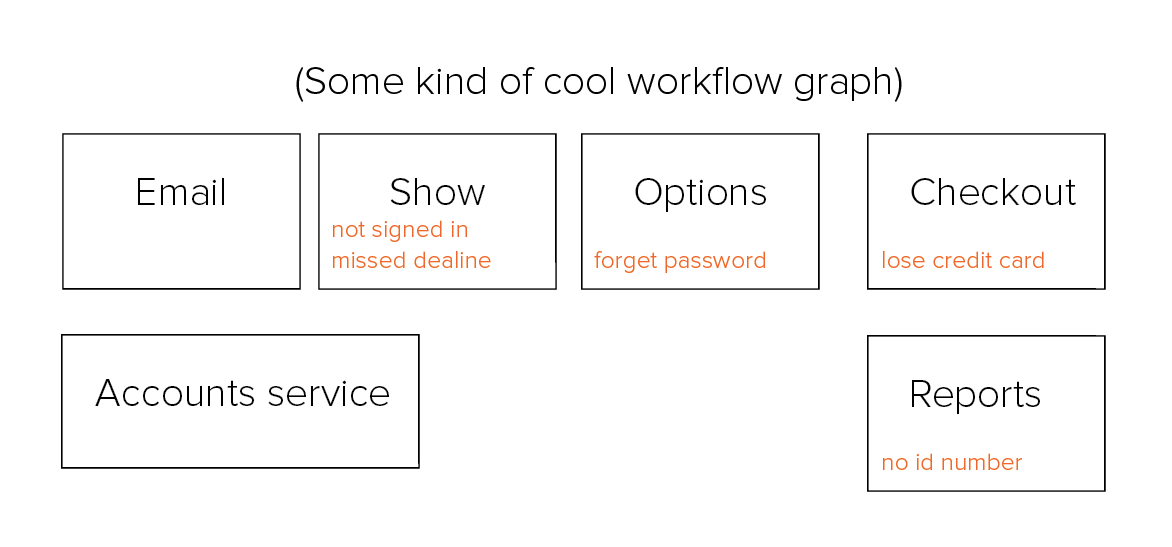 (Some kind of cool workflow graph)
Email
Show
not signed in
missed dealine
Options
forget password
Checkout
lose credit card
Accounts service
Reports
no id number